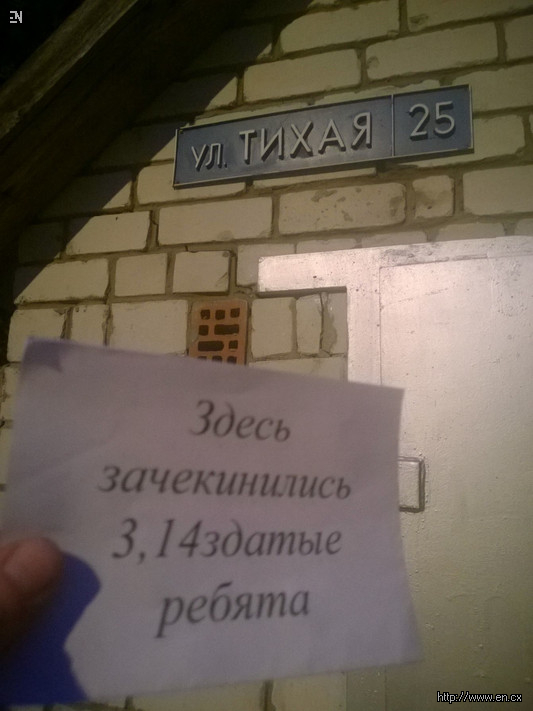 EN
ул. ТИХАЯ 25
Здесь
зачекинились
3,14здатые
ребята
http://www.en.cx